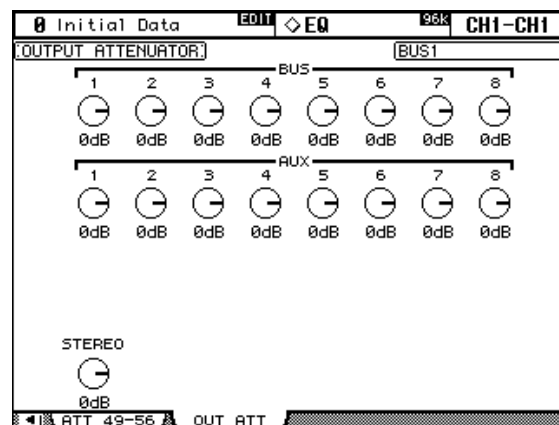 0 Initial Data EDIT ◇EQ 96K CH1-CH1
OUTPUT ATTENUATOR BUS1
BUS
1 2 3 4 5 6 7 8
0dB 0dB 0dB 0dB 0dB 0dB 0dB 0dB
AUX
1 2 3 4 5 6 7 8
0dB 0dB 0dB 0dB 0dB 0dB 0dB 0dB
STEREO
0dB
ATT 49-56 OUT ATT